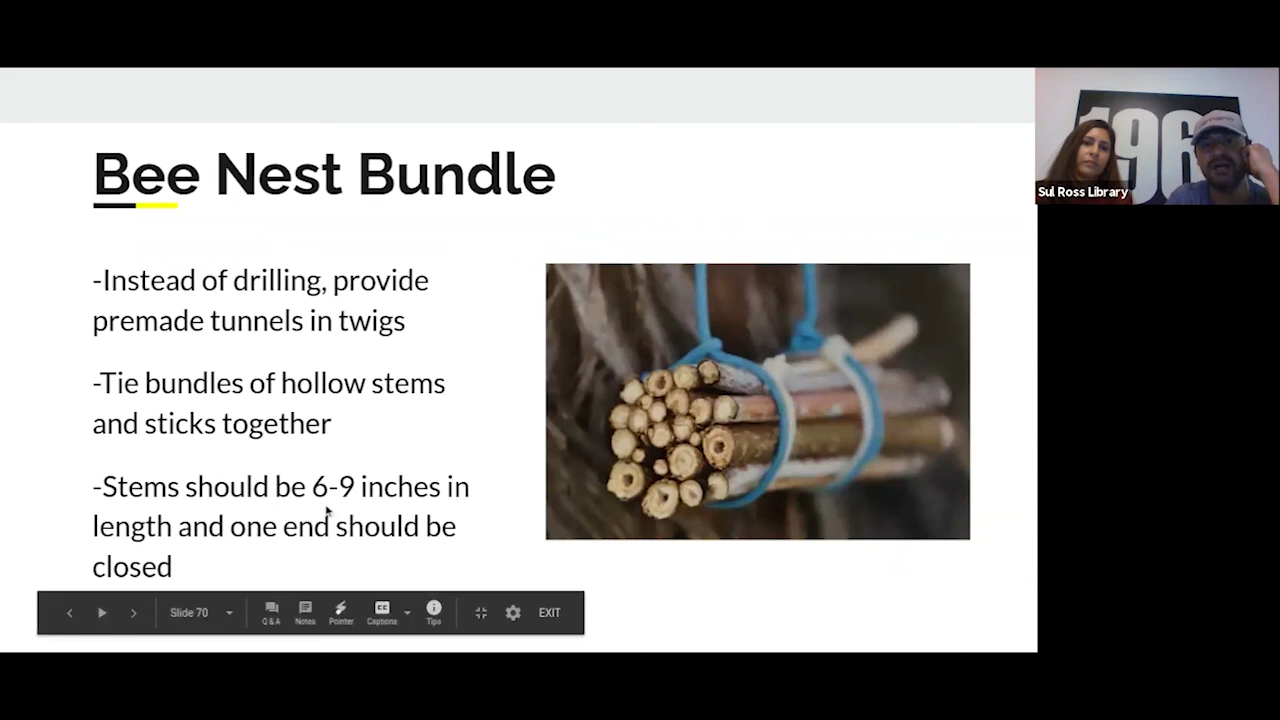 Bee Nest Bundle
-Instead of drilling, provide
premade tunnels in twigs
-Tie bundles of hollow stems
and sticks together
-Stems should be 6-9 inches in
length and one end should be
closed
Slide 70
Q & A
Notes
Pointer
CC
Captions
Tips
EXIT
196
Sul Ross Library